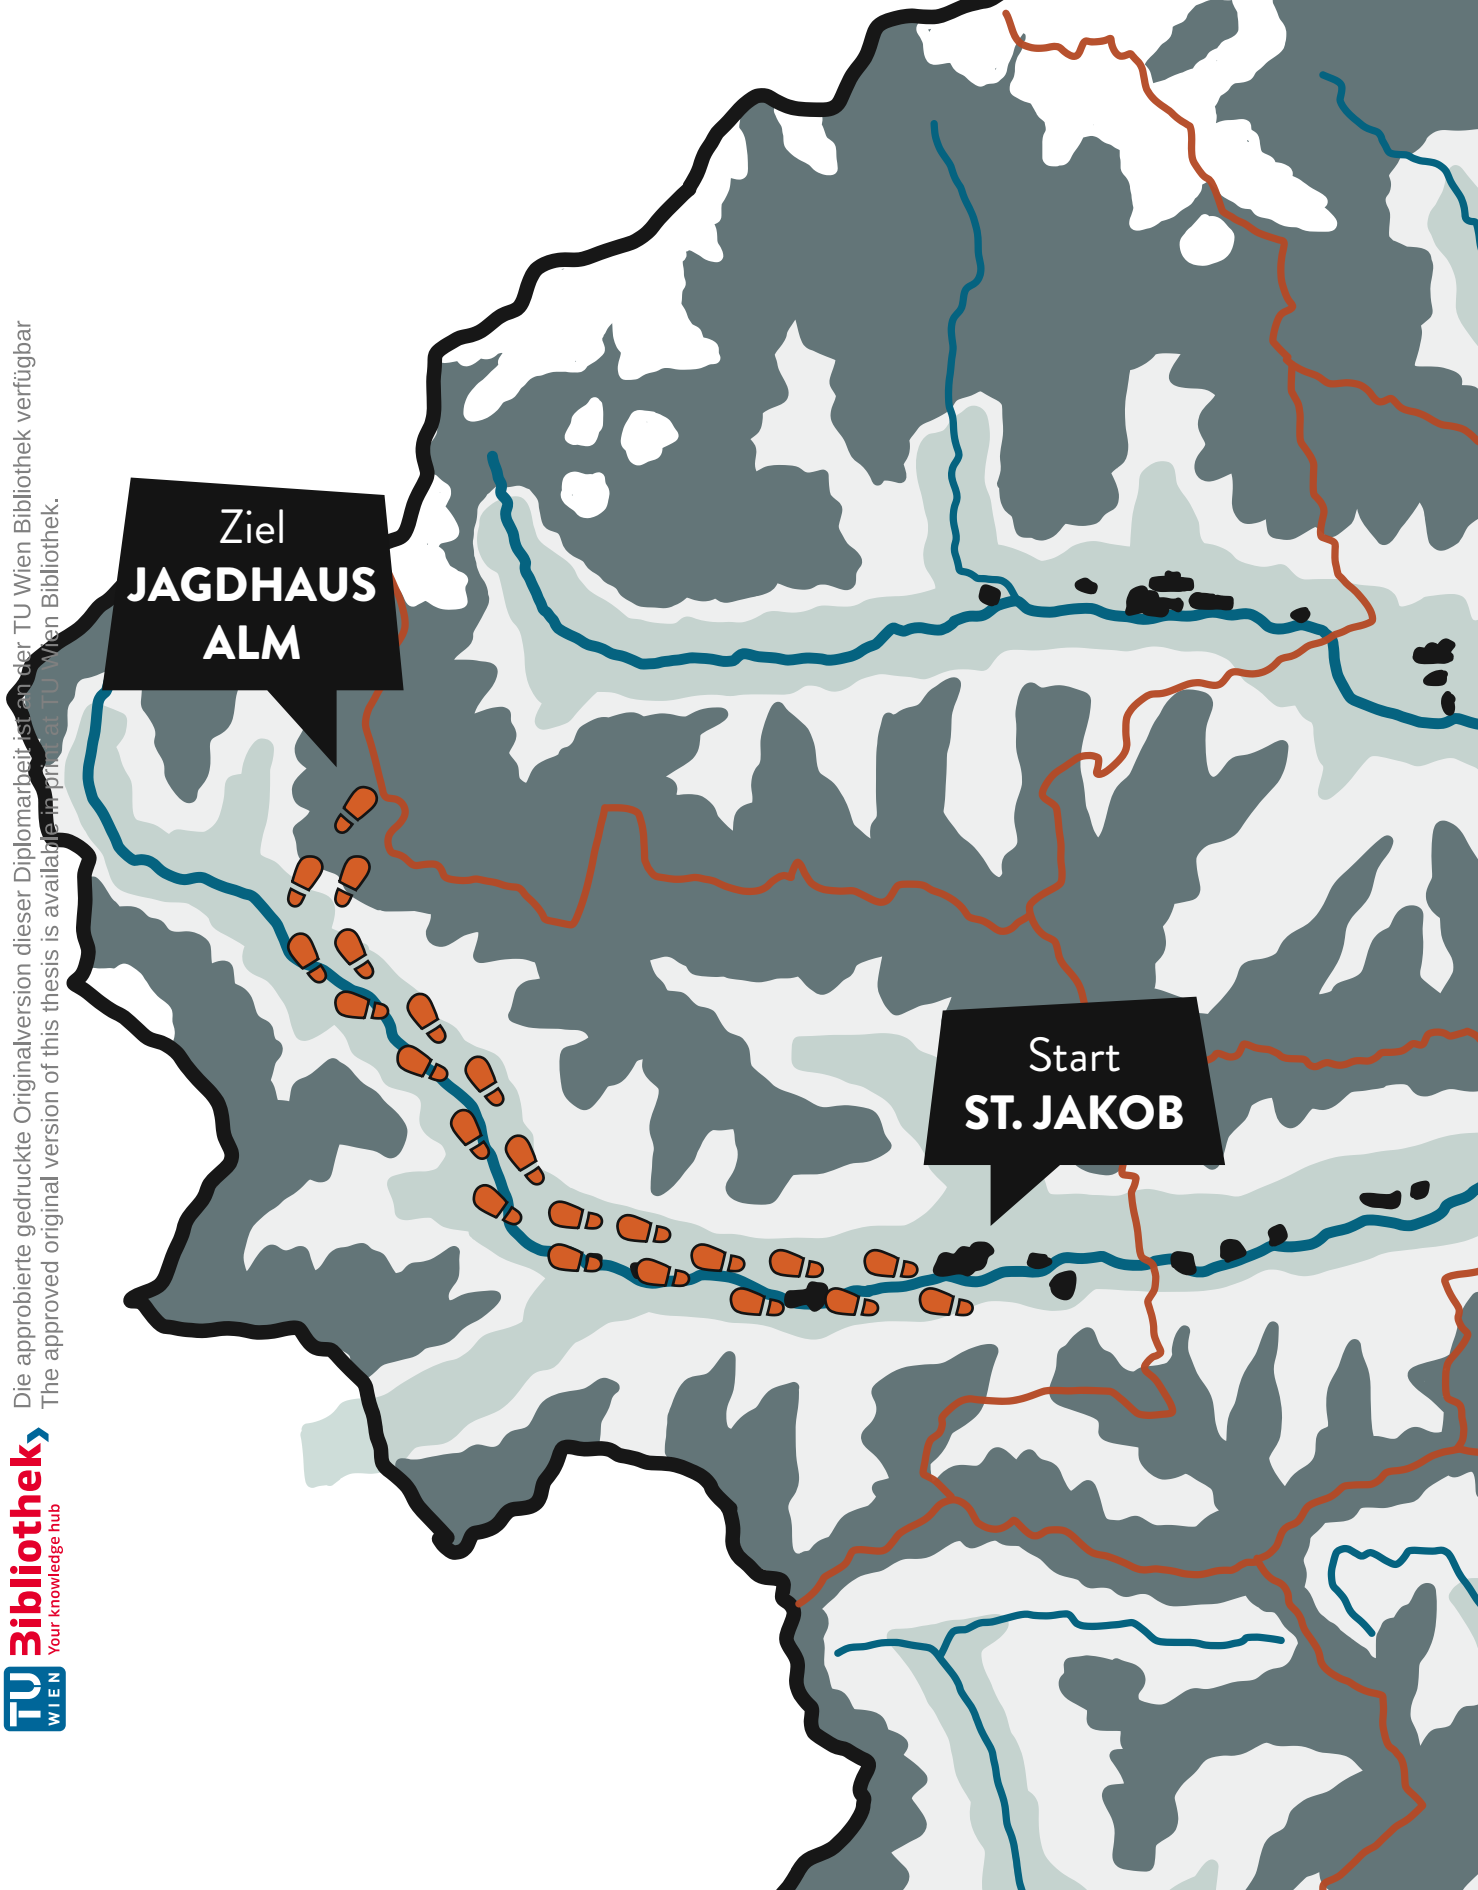 Ziel
JAGDHAUS
ALM
Start
ST. JAKOB
Die approbierte gedruckte Originalversion dieser Diplomarbeit ist an der TU Wien Bibliothek verfügbar
The approved original version of this thesis is available in print at TU Wien Bibliothek.
Bibliothek
Your knowledge hub
TU
WIEN